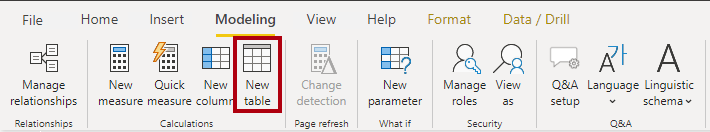 File Home Insert Modeling View Help Format Data / Drill
Manage relationships
New measure
Quick measure
New column
New table
Change detection
New parameter
Manage roles
View as
Q&A setup
Language
Linguistic schema
Relationships Calculations Page refresh What if Security Q&A